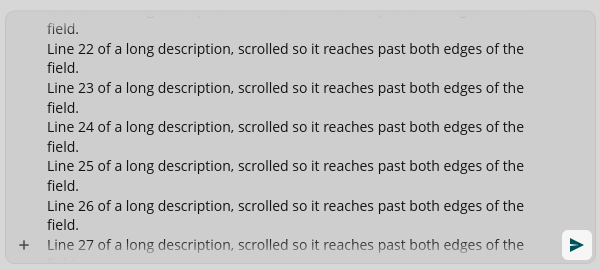 field.
Line 22 of a long description, scrolled so it reaches past both edges of the
field.
Line 23 of a long description, scrolled so it reaches past both edges of the
field.
Line 24 of a long description, scrolled so it reaches past both edges of the
field.
Line 25 of a long description, scrolled so it reaches past both edges of the
field.
Line 26 of a long description, scrolled so it reaches past both edges of the
field.
Line 27 of a long description, scrolled so it reaches past both edges of the